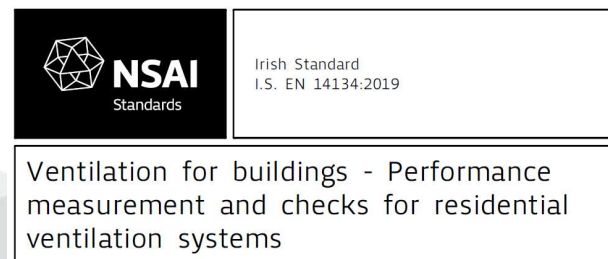 NSAI
Standards
Irish Standard
I.S. EN 14134:2019
Ventilation for buildings - Performance
measurement and checks for residential
ventilation systems